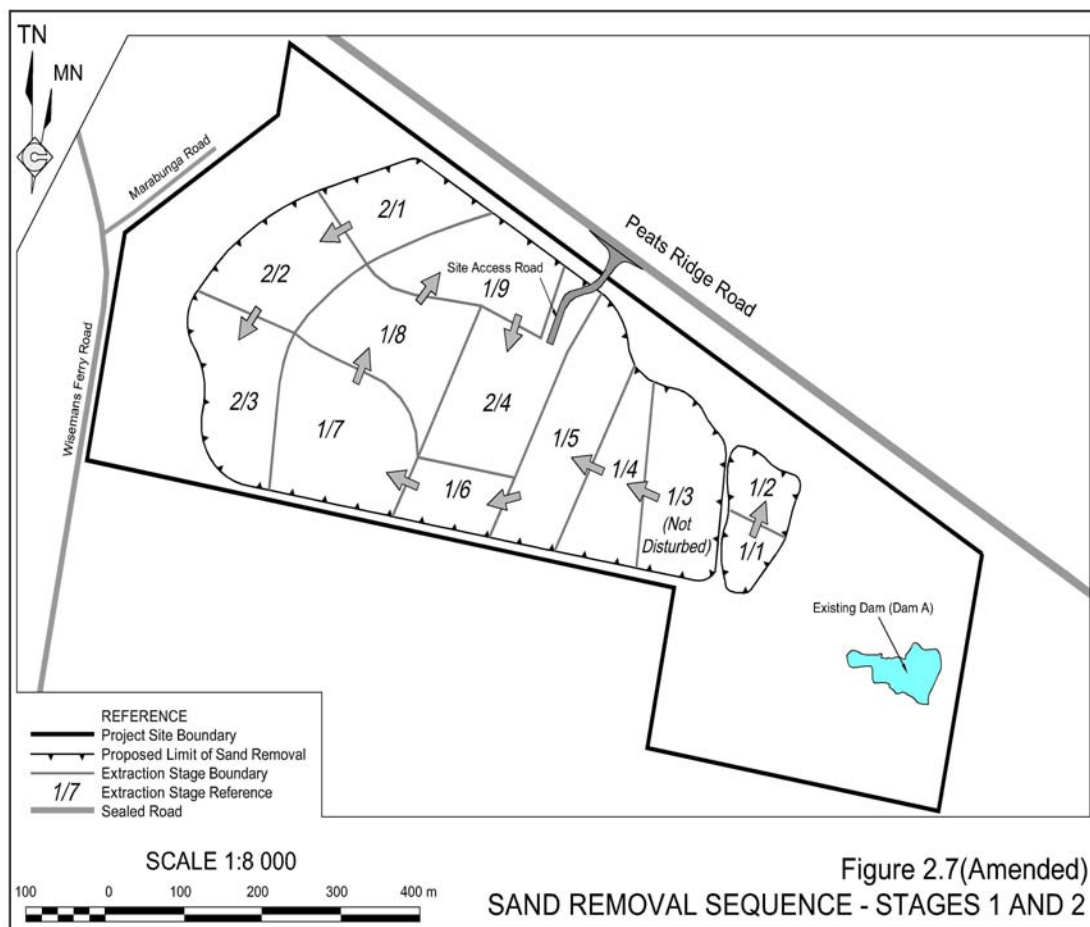 TN
MN
Marabunga Road
Wisemans Ferry Road
Peats Ridge Road
Site Access Road
2/1
2/2
1/9
1/8
2/3
2/4
1/7
1/5
1/6
1/4
1/3
(Not
Disturbed)
1/2
1/1
Existing Dam (Dam A)
REFERENCE
Project Site Boundary
Proposed Limit of Sand Removal
Extraction Stage Boundary
1/7 Extraction Stage Reference
Sealed Road
SCALE 1:8 000
100 0 100 200 300 400 m
Figure 2.7(Amended)
SAND REMOVAL SEQUENCE - STAGES 1 AND 2